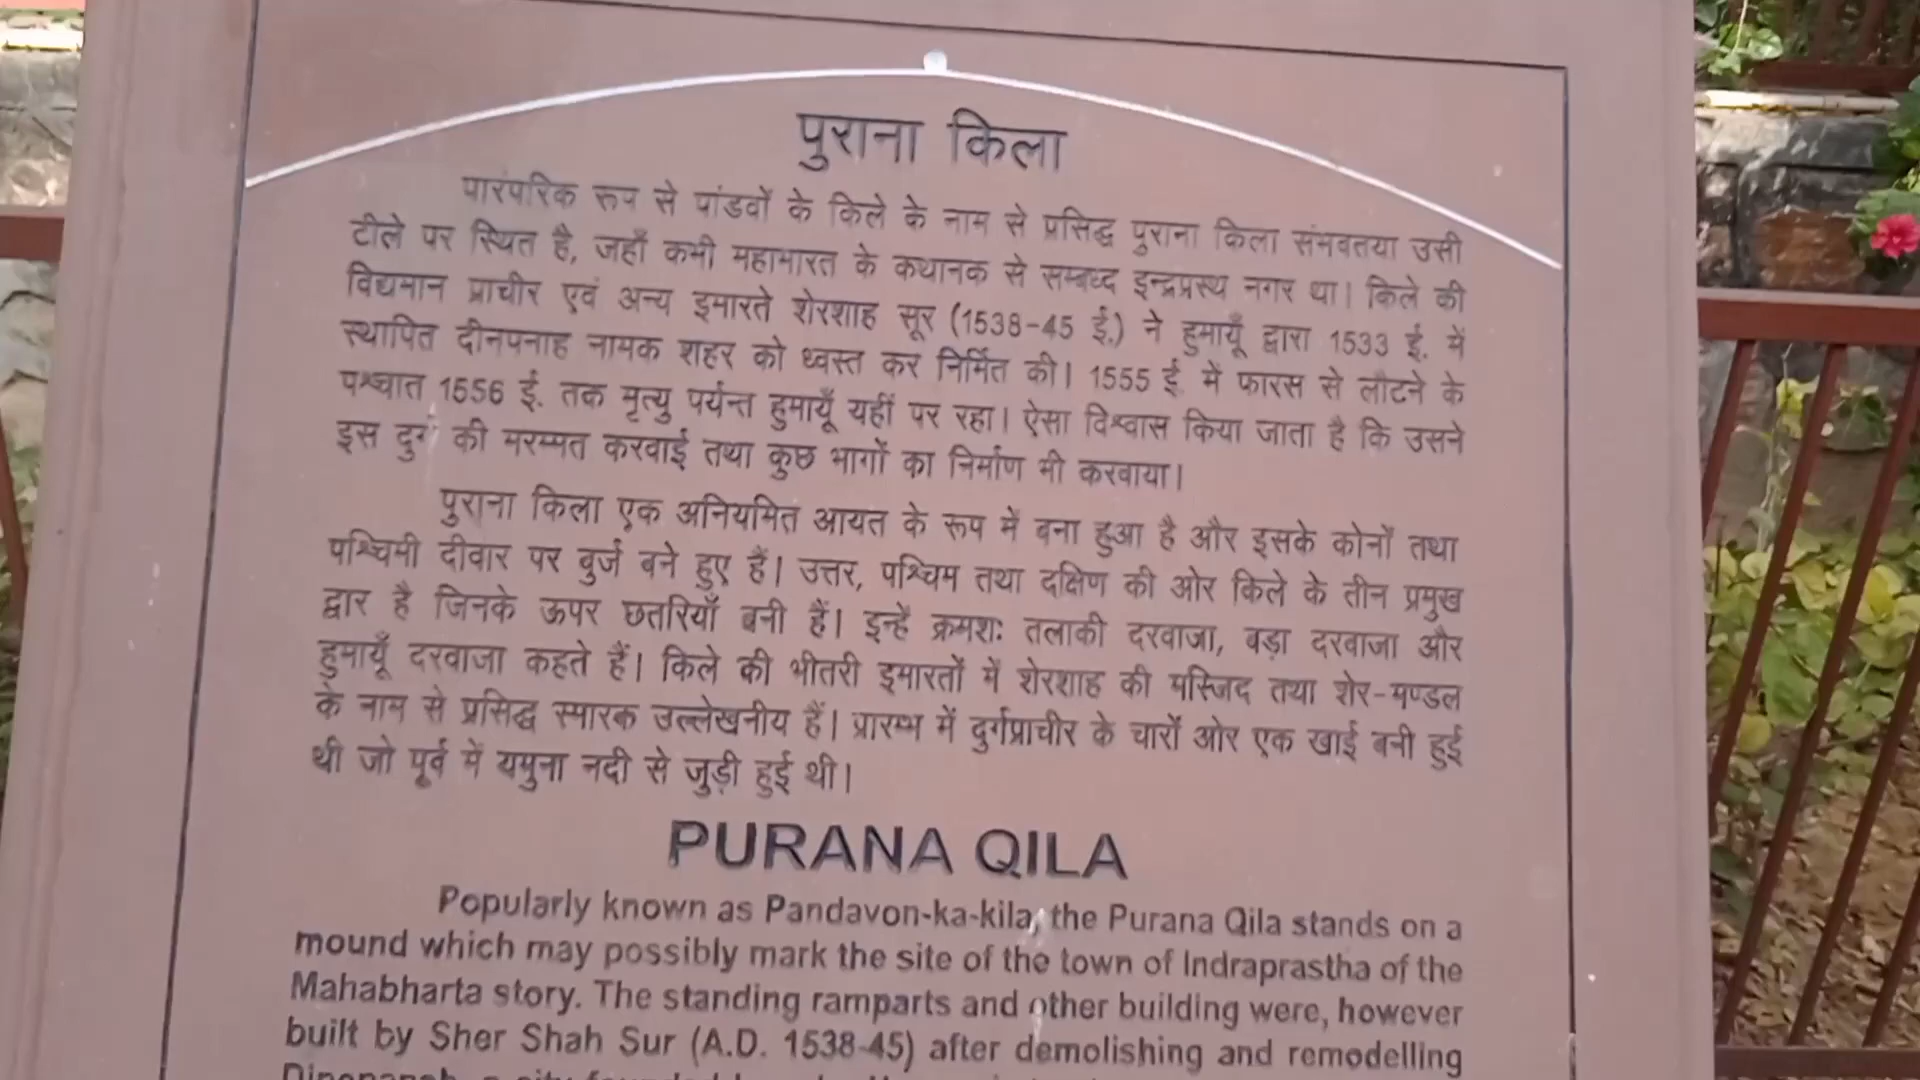 पुराना किला
पारंपरिक रूप से पांडवों के किले के नाम से प्रसिद्ध पुराना किला संभवतया उसी
टीले पर स्थित है, जहाँ कभी महाभारत के कथानक से सम्बध्द इन्द्रप्रस्थ नगर था। किले की
विद्यमान प्राचीर एवं अन्य इमारते शेरशाह सूर (1538-45 ई.) ने हुमायूँ द्वारा 1533 ई. में
स्थापित दीनपनाह नामक शहर को ध्वस्त कर निर्मित की। 1555 ई. में फारस से लौटने के
पश्चात 1556 ई. तक मृत्यु पर्यन्त हुमायूँ यहीं पर रहा। ऐसा विश्वास किया जाता है कि उसने
इस दुर्ग की मरम्मत करवाई तथा कुछ भागों का निर्माण भी करवाया।
पुराना किला एक अनियमित आयत के रूप में बना हुआ है और इसके कोनों तथा
पश्चिमी दीवार पर बुर्ज बने हुए हैं। उत्तर, पश्चिम तथा दक्षिण की ओर किले के तीन प्रमुख
द्वार है जिनके ऊपर छतरियाँ बनी हैं। इन्हें क्रमशः तलाकी दरवाजा, बड़ा दरवाजा और
हुमायूँ दरवाजा कहते हैं। किले की भीतरी इमारतों में शेरशाह की मस्जिद तथा शेर-मण्डल
के नाम से प्रसिद्ध स्मारक उल्लेखनीय हैं। प्रारम्भ में दुर्गप्राचीर के चारों ओर एक खाई बनी हुई
थी जो पूर्व में यमुना नदी से जुड़ी हुई थी।
PURANA QILA
Popularly known as Pandavon-ka-kila, the Purana Qila stands on a
mound which may possibly mark the site of the town of Indraprastha of the
Mahabharta story. The standing ramparts and other building were, however
built by Sher Shah Sur (A.D. 1538-45) after demolishing and remodelling